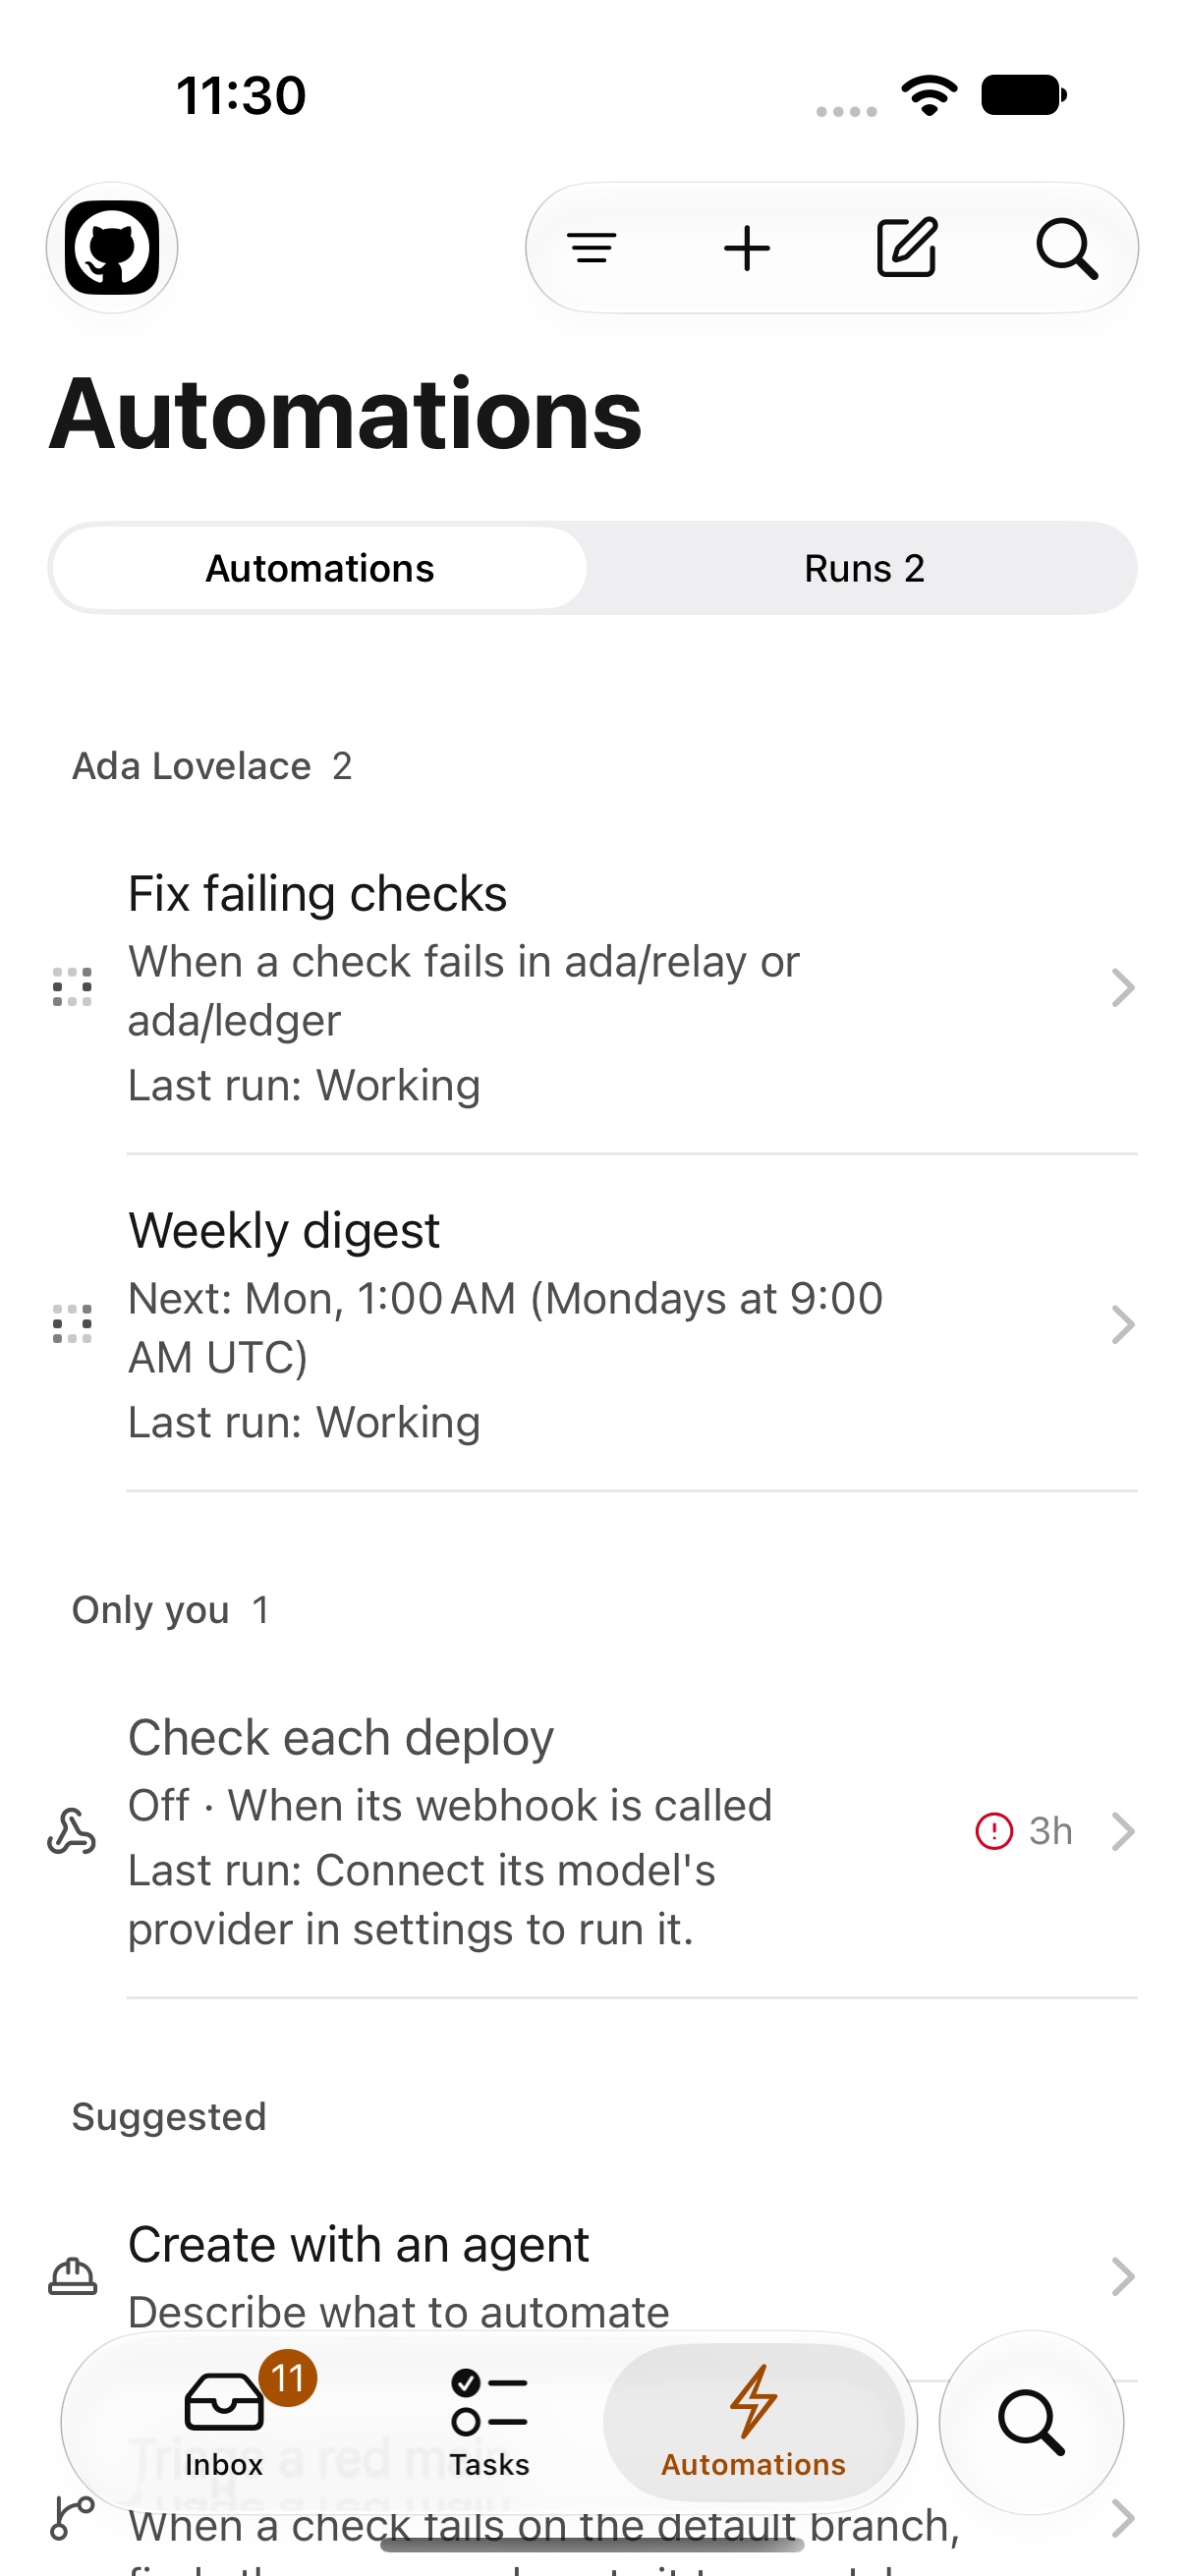 11:30
Automations
Automations
Runs 2
Ada Lovelace 2
Fix failing checks
When a check fails in ada/relay or
ada/ledger
Last run: Working
Weekly digest
Next: Mon, 1:00 AM (Mondays at 9:00
AM UTC)
Last run: Working
Only you 1
Check each deploy
Off · When its webhook is called
Last run: Connect its model's
provider in settings to run it.
3h
Suggested
Create with an agent
Describe what to automate
11
Inbox
Tasks
Automations
Triage a red main
When a check fails on the default branch,